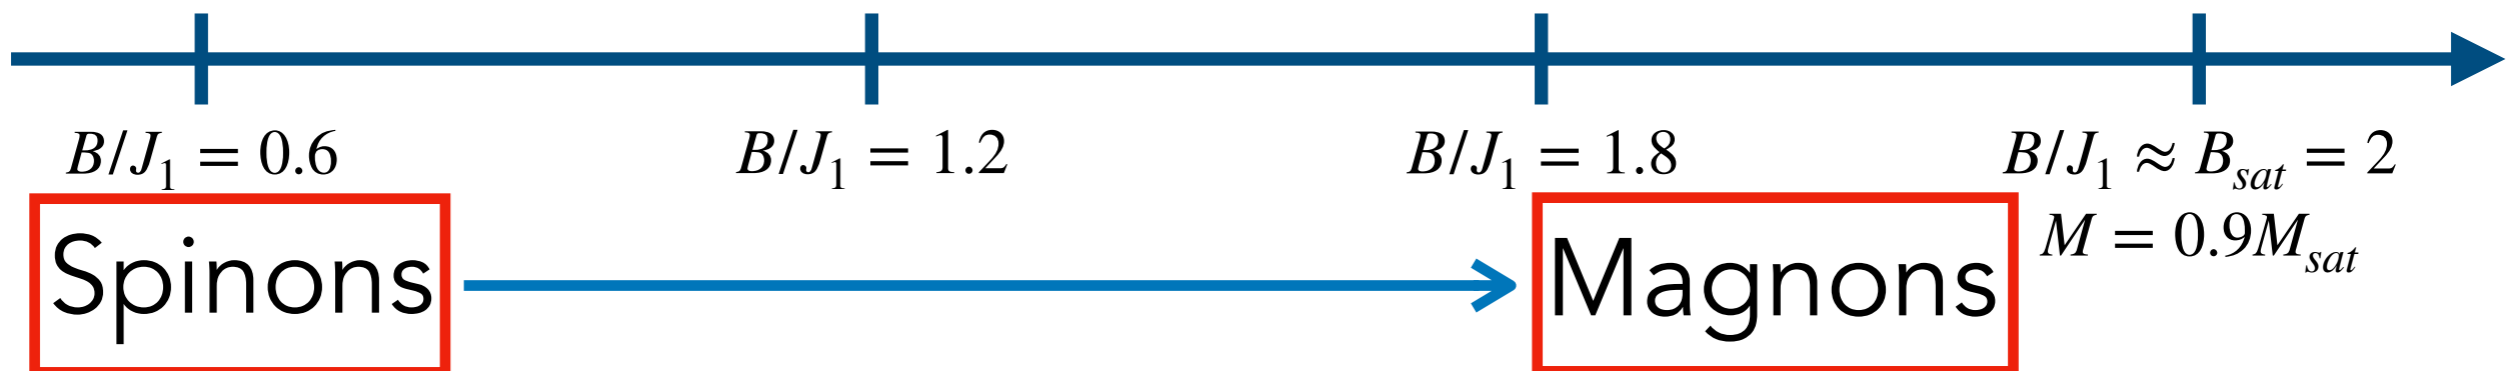 B/J₁ = 0.6
B/J₁ = 1.2
B/J₁ = 1.8
B/J₁ ≈ Bₛₐₜ = 2
M = 0.9Mₛₐₜ
Spinons
Magnons